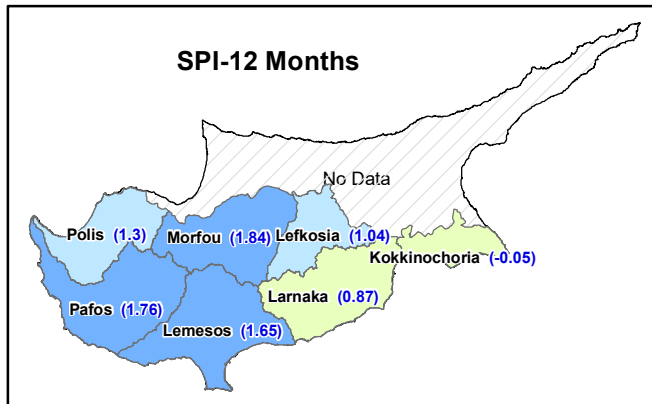 SPI-12 Months
No Data
Polis (1.3)
Morfou (1.84)
Lefkosia (1.04)
Kokkinochoria (-0.05)
Pafos (1.76)
Larnaka (0.87)
Lemesos (1.65)